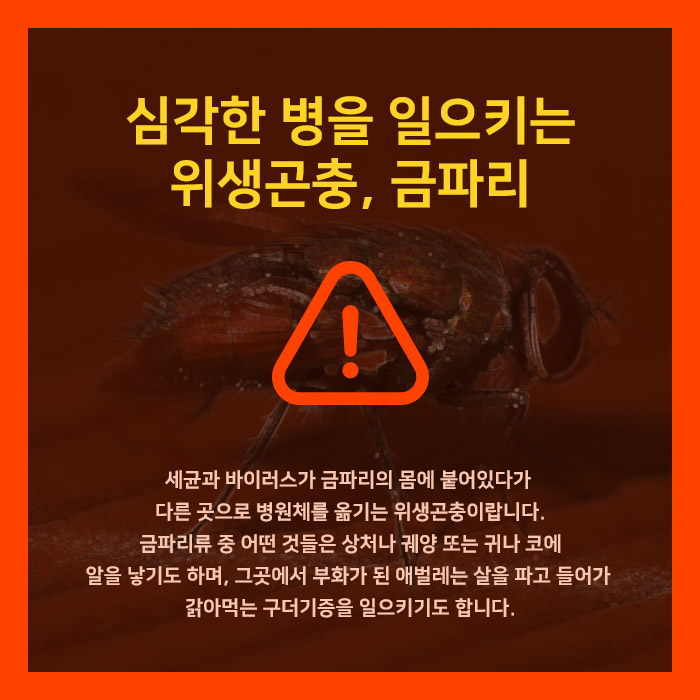 심각한 병을 일으키는
위생곤충, 금파리
세균과 바이러스가 금파리의 몸에 붙어있다가
다른 곳으로 병원체를 옮기는 위생곤충이랍니다.
금파리류 중 어떤 것들은 상처나 궤양 또는 귀나 코에
알을 낳기도 하며, 그곳에서 부화가 된 애벌레는 살을 파고 들어가
갉아먹는 구더기증을 일으키기도 합니다.